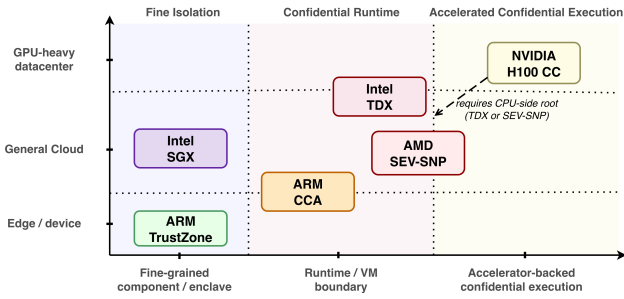 Fine Isolation
Confidential Runtime
Accelerated Confidential Execution
GPU-heavy
datacenter
NVIDIA
H100 CC
Intel
TDX
requires CPU-side root
(TDX or SEV-SNP)
General Cloud
Intel
SGX
AMD
SEV-SNP
ARM
CCA
Edge / device
ARM
TrustZone
Fine-grained
component / enclave
Runtime / VM
boundary
Accelerator-backed
confidential execution